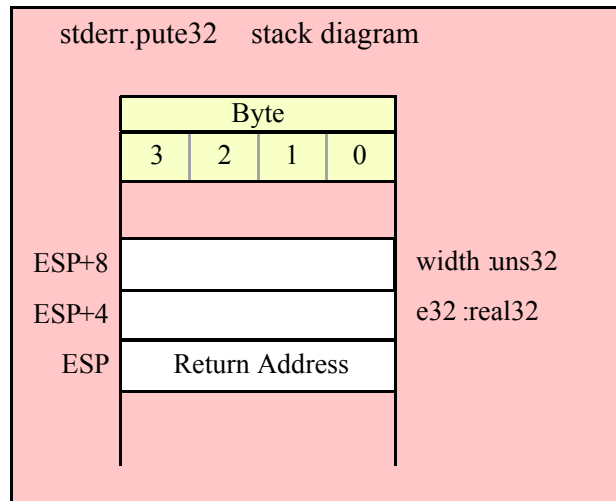 stderr.pute32 stack diagram
Byte
3 2 1 0
ESP+8 width :uns32
ESP+4 e32 :real32
ESP Return Address